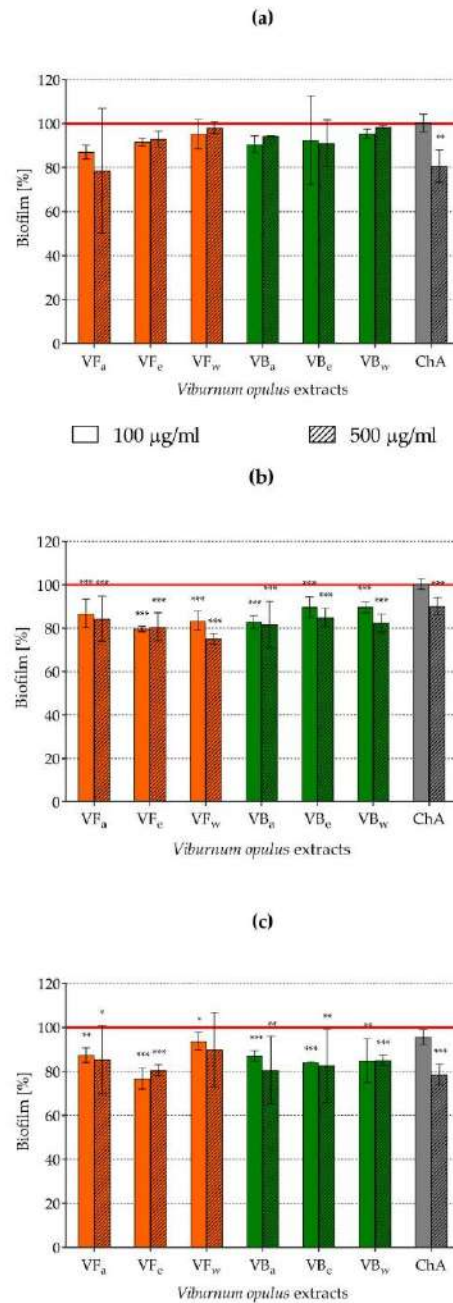 (a)
120
100
80
60
40
20
0
Biofilm [%]
**
VFa VFe VFw VBa VBe VBw ChA
Viburnum opulus extracts
100 µg/ml 500 µg/ml
(b)
120
100
80
60
40
20
0
Biofilm [%]
*** *** *** *** *** *** *** *** *** *** *** *** ***
VFa VFe VFw VBa VBe VBw ChA
Viburnum opulus extracts
(c)
120
100
80
60
40
20
0
Biofilm [%]
** * *** *** * *** ** *** ** ** *** ***
VFa VFe VFw VBa VBe VBw ChA
Viburnum opulus extracts